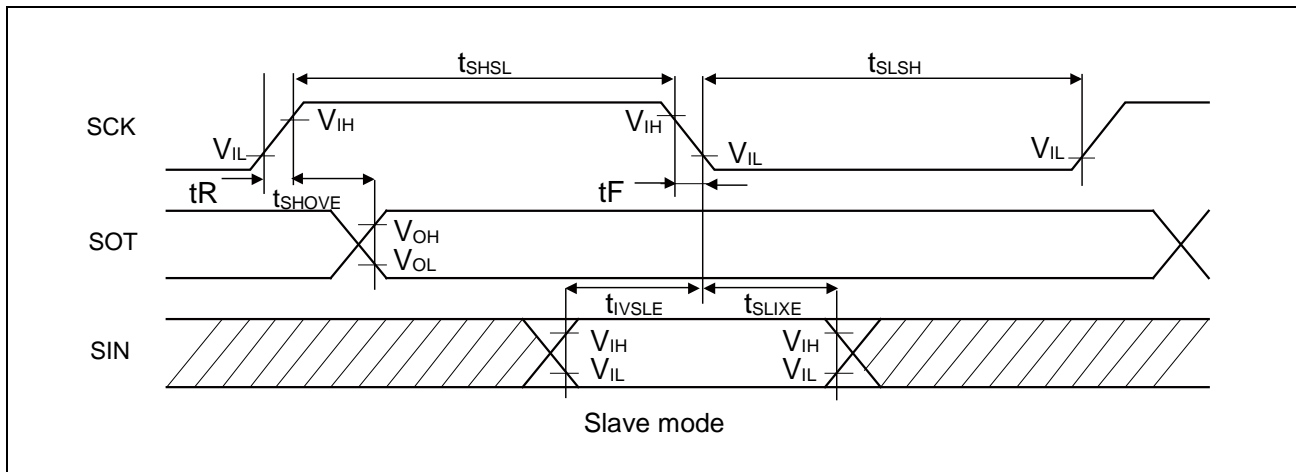 tSHSL
tSLSH
SCK
VIH
VIH
VIL
VIL
VIL
tR
tSHOVE
tF
SOT
VOH
VOL
tIVSLE
tSLIXE
SIN
VIH
VIH
VIL
VIL
Slave mode